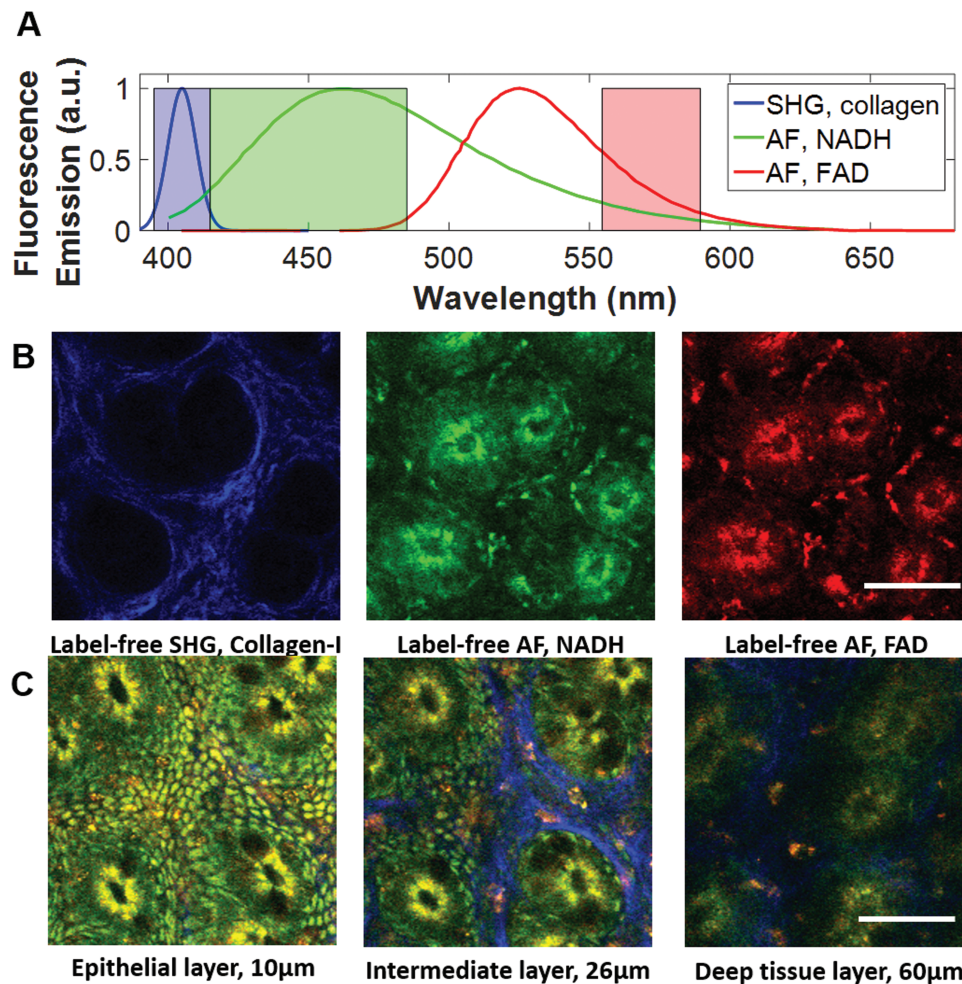 A
Fluorescence
Emission (a.u.)
1
0.5
0
SHG, collagen
AF, NADH
AF, FAD
400 450 500 550 600 650
Wavelength (nm)
B
Label-free SHG, Collagen-I Label-free AF, NADH Label-free AF, FAD
C
Epithelial layer, 10μm Intermediate layer, 26μm Deep tissue layer, 60μm